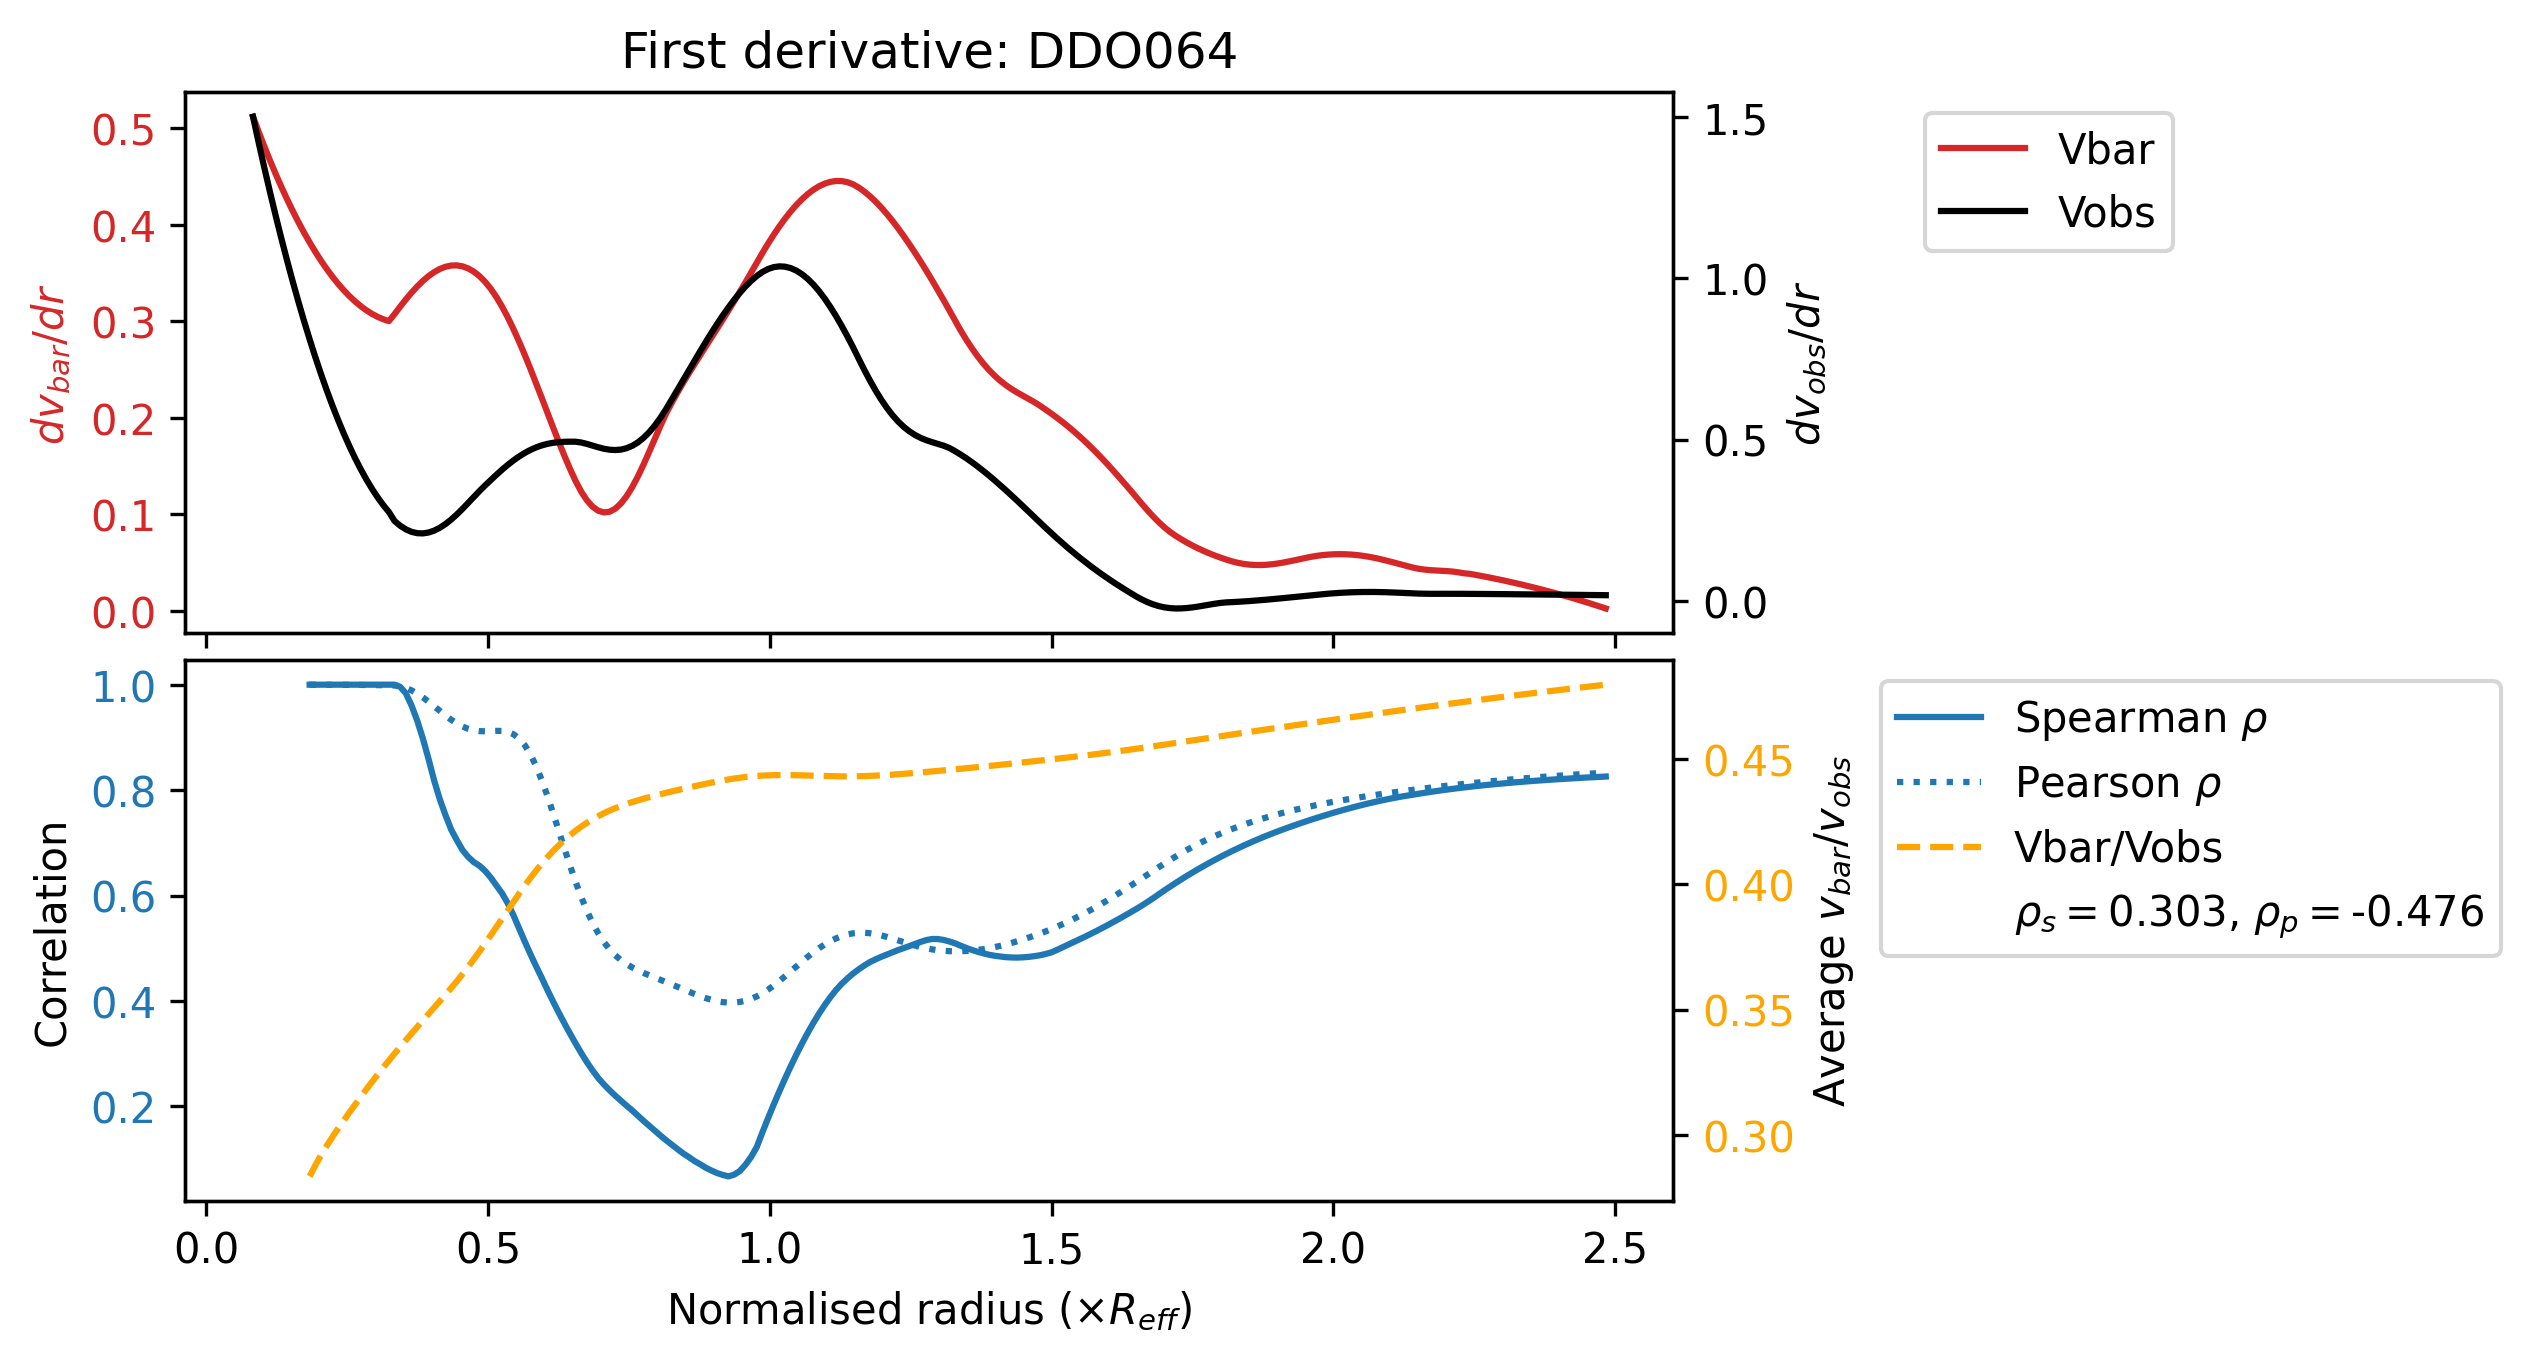 First derivative: DDO064
0.5
0.4
0.3
0.2
0.1
0.0
dv_bar/dr
1.5
1.0
0.5
0.0
dv_obs/dr
Vbar
Vobs
1.0
0.8
0.6
0.4
0.2
Correlation
0.45
0.40
0.35
0.30
Average v_bar/v_obs
Spearman ρ
Pearson ρ
Vbar/Vobs
ρ_s = 0.303, ρ_p = -0.476
0.0 0.5 1.0 1.5 2.0 2.5
Normalised radius (×R_eff)